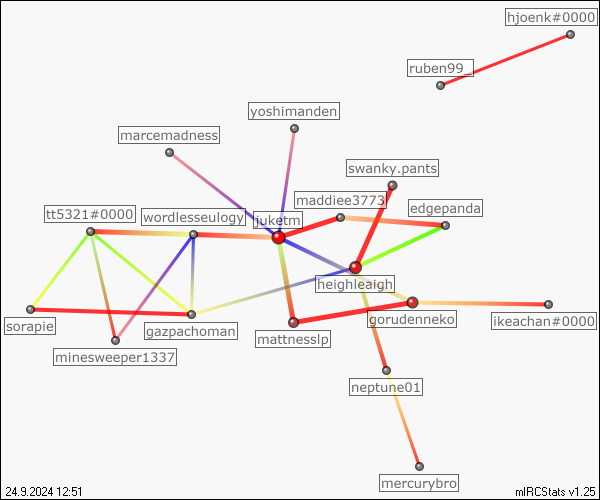 hjoenk#0000
ruben99_
yoshimanden
marcemadness
swanky.pants
maddiee3773
edgepanda
tt5321#0000
wordlesseulogy
juketm
heighleaigh
gorudenneko
sorapie
gazpachoman
mattnesslp
ikeachan#0000
minesweeper1337
neptune01
mercurybro
24.9.2024 12:51
mIRCStats v1.25